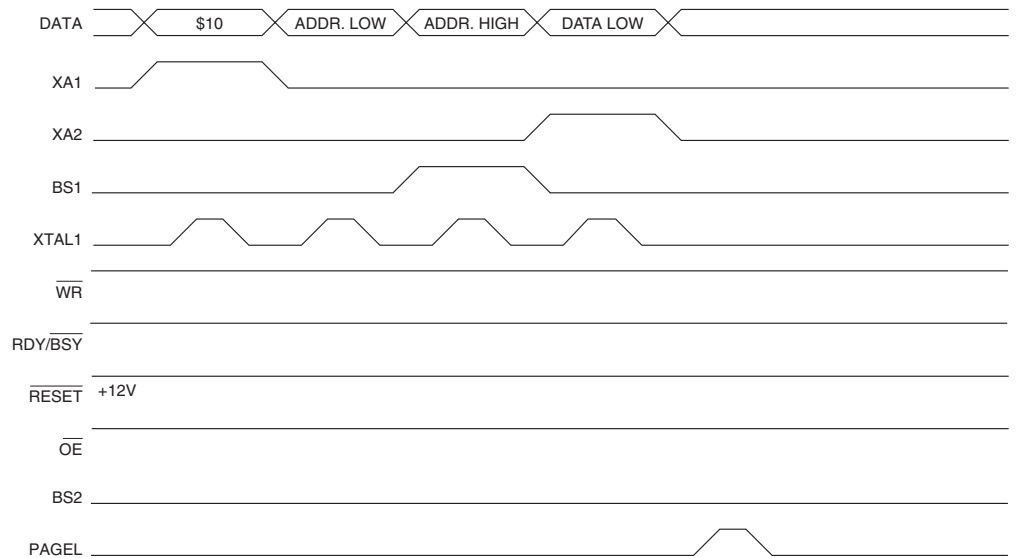 DATA $10 ADDR. LOW ADDR. HIGH DATA LOW
XA1
XA2
BS1
XTAL1
WR
RDY/BSY
RESET +12V
OE
BS2
PAGEL